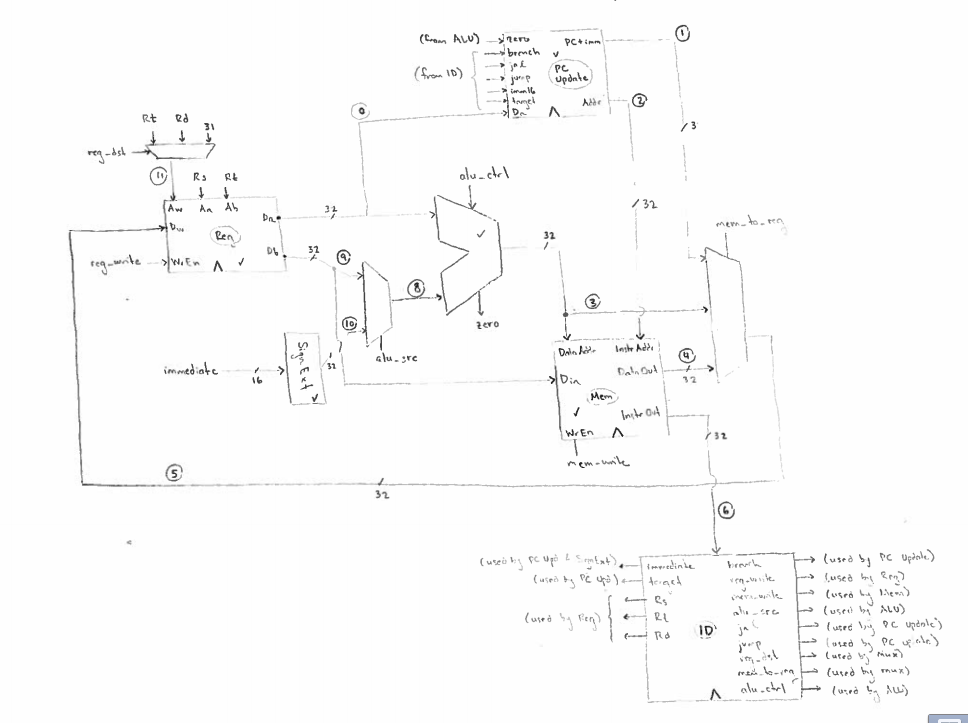 (from ALU)
zero
PC+imm
①
branch
(from ID)
jal
PC
Update
jump
imm16
target
Addr
②
Da
⓪
3
Rt
Rd
31
reg_dst
⑪
Rs
Rt
alu_ctrl
Aw
Aa
Ab
Da
32
32
Dw
Reg
mem_to_reg
Db
32
32
reg_write
WrEn
⑨
⑧
③
⑩
zero
Sign Ext
32
alu_src
Data Addr
Instr Addr
④
immediate
16
Data Out
Din
32
Mem
Instr Out
WrEn
32
mem_write
⑤
32
⑥
(used by PC Upd & SignExt)
immediate
branch
(used by PC Update)
(used by PC Upd)
target
reg_write
(used by Reg)
Rs
mem_write
(used by Mem)
(used by Reg)
Rt
alu_src
(used by ALU)
Rd
ID
jal
(used by PC Update)
jump
(used by PC update)
reg_dst
(used by mux)
mem_to_reg
(used by mux)
alu_ctrl
(used by ALU)